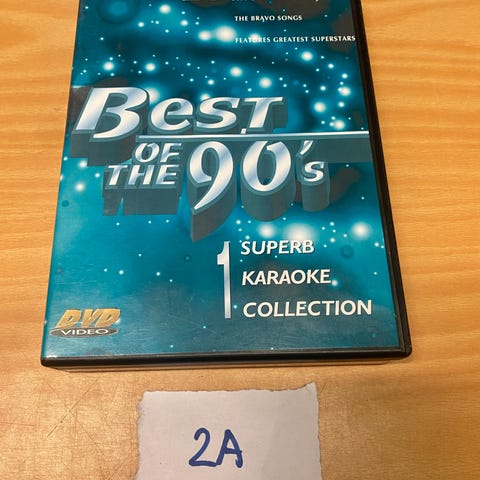 THE BRAVO SONGS
FEATURES GREATEST SUPERSTARS
BEST
OF
THE 90's
1 SUPERB
KARAOKE
COLLECTION
DVD
VIDEO
2A